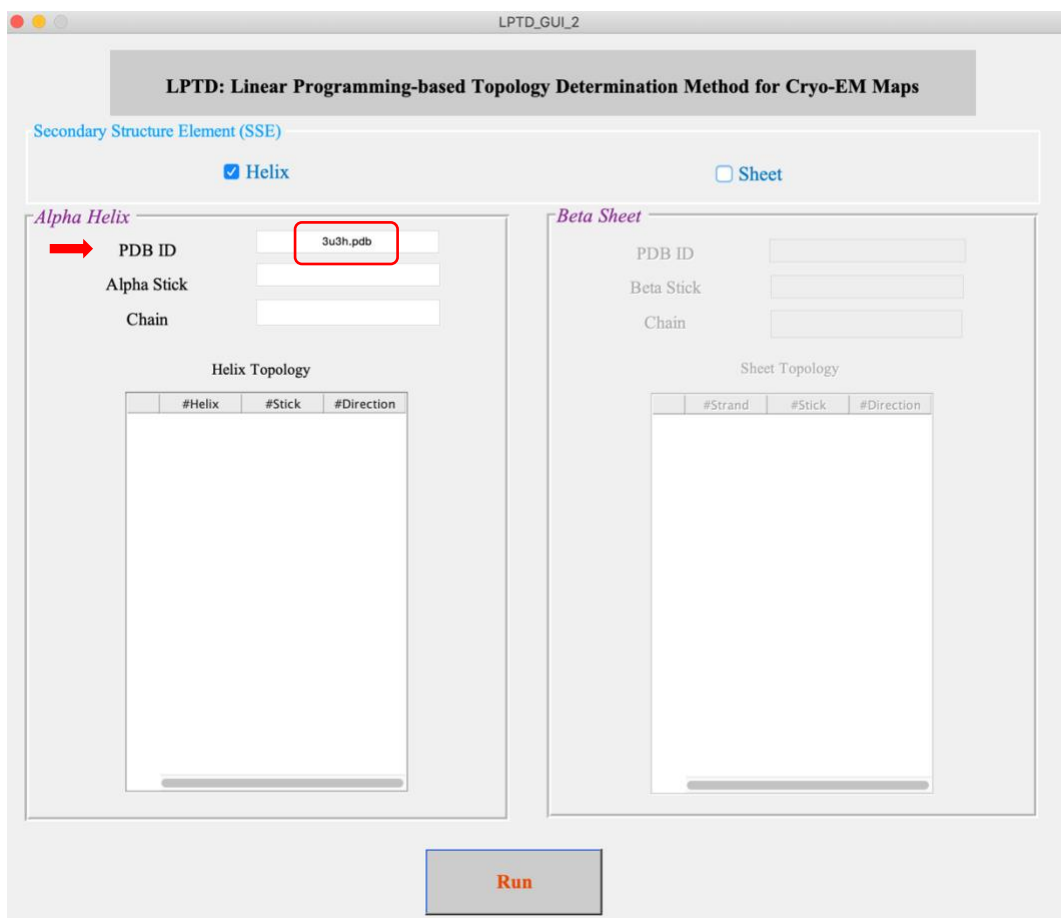 LPTD_GUI_2
LPTD: Linear Programming-based Topology Determination Method for Cryo-EM Maps
Secondary Structure Element (SSE)
Helix
Sheet
Alpha Helix
PDB ID
3u3h.pdb
Alpha Stick
Chain
Helix Topology
#Helix #Stick #Direction
Beta Sheet
PDB ID
Beta Stick
Chain
Sheet Topology
#Strand #Stick #Direction
Run